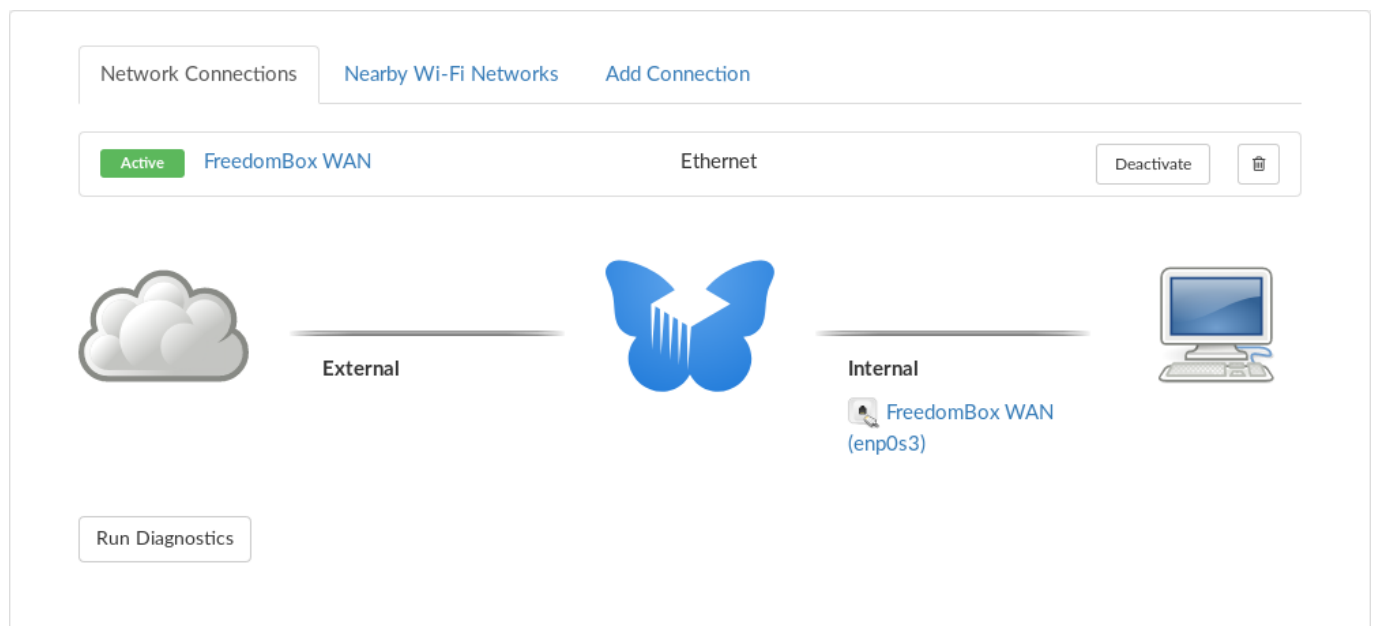 Network Connections Nearby Wi-Fi Networks Add Connection
Active FreedomBox WAN Ethernet Deactivate
External Internal
FreedomBox WAN
(enp0s3)
Run Diagnostics